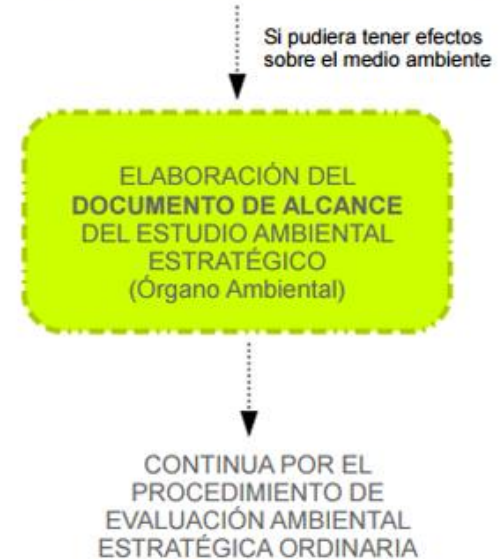 Si pudiera tener efectos
sobre el medio ambiente
ELABORACIÓN DEL
DOCUMENTO DE ALCANCE
DEL ESTUDIO AMBIENTAL
ESTRATÉGICO
(Órgano Ambiental)
CONTINUA POR EL
PROCEDIMIENTO DE
EVALUACIÓN AMBIENTAL
ESTRATÉGICA ORDINARIA